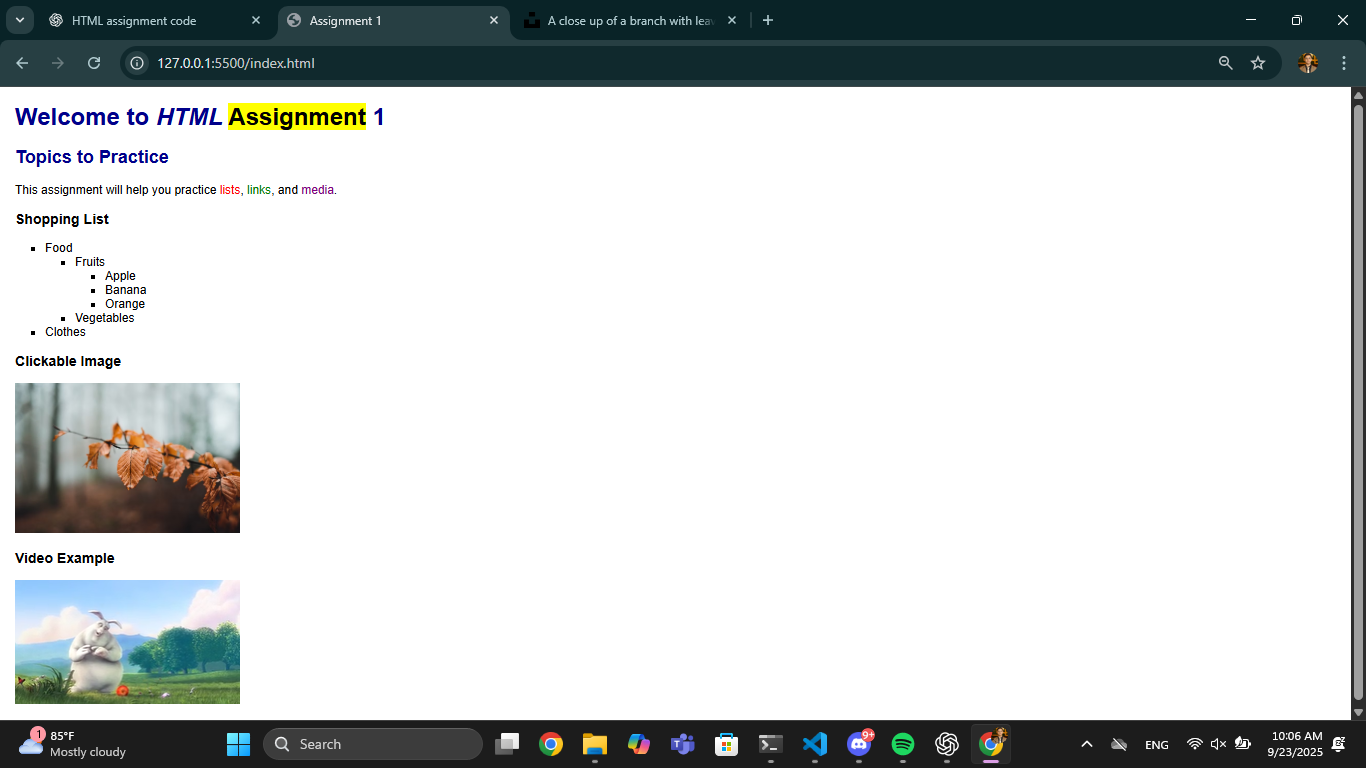 HTML assignment code
Assignment 1
A close up of a branch with leav
127.0.0.1:5500/index.html
Welcome to HTML Assignment 1
Topics to Practice
This assignment will help you practice lists, links, and media.
Shopping List
Food
Fruits
Apple
Banana
Orange
Vegetables
Clothes
Clickable Image
Video Example
1
85°F
Mostly cloudy
Search
9+
ENG
10:06 AM
9/23/2025